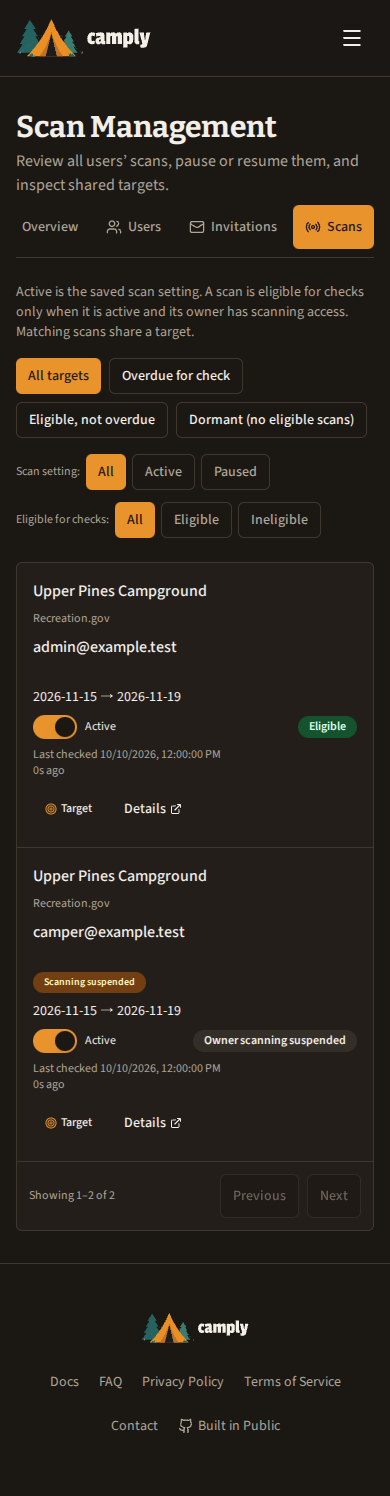 camply
Scan Management
Review all users’ scans, pause or resume them, and
inspect shared targets.
Overview Users Invitations Scans
Active is the saved scan setting. A scan is eligible for checks
only when it is active and its owner has scanning access.
Matching scans share a target.
All targets Overdue for check
Eligible, not overdue Dormant (no eligible scans)
Scan setting: All Active Paused
Eligible for checks: All Eligible Ineligible
Upper Pines Campground
Recreation.gov
admin@example.test
2026-11-15 → 2026-11-19
Active Eligible
Last checked 10/10/2026, 12:00:00 PM
0s ago
Target Details
Upper Pines Campground
Recreation.gov
camper@example.test
Scanning suspended
2026-11-15 → 2026-11-19
Active Owner scanning suspended
Last checked 10/10/2026, 12:00:00 PM
0s ago
Target Details
Showing 1–2 of 2 Previous Next
camply
Docs FAQ Privacy Policy Terms of Service
Contact Built in Public